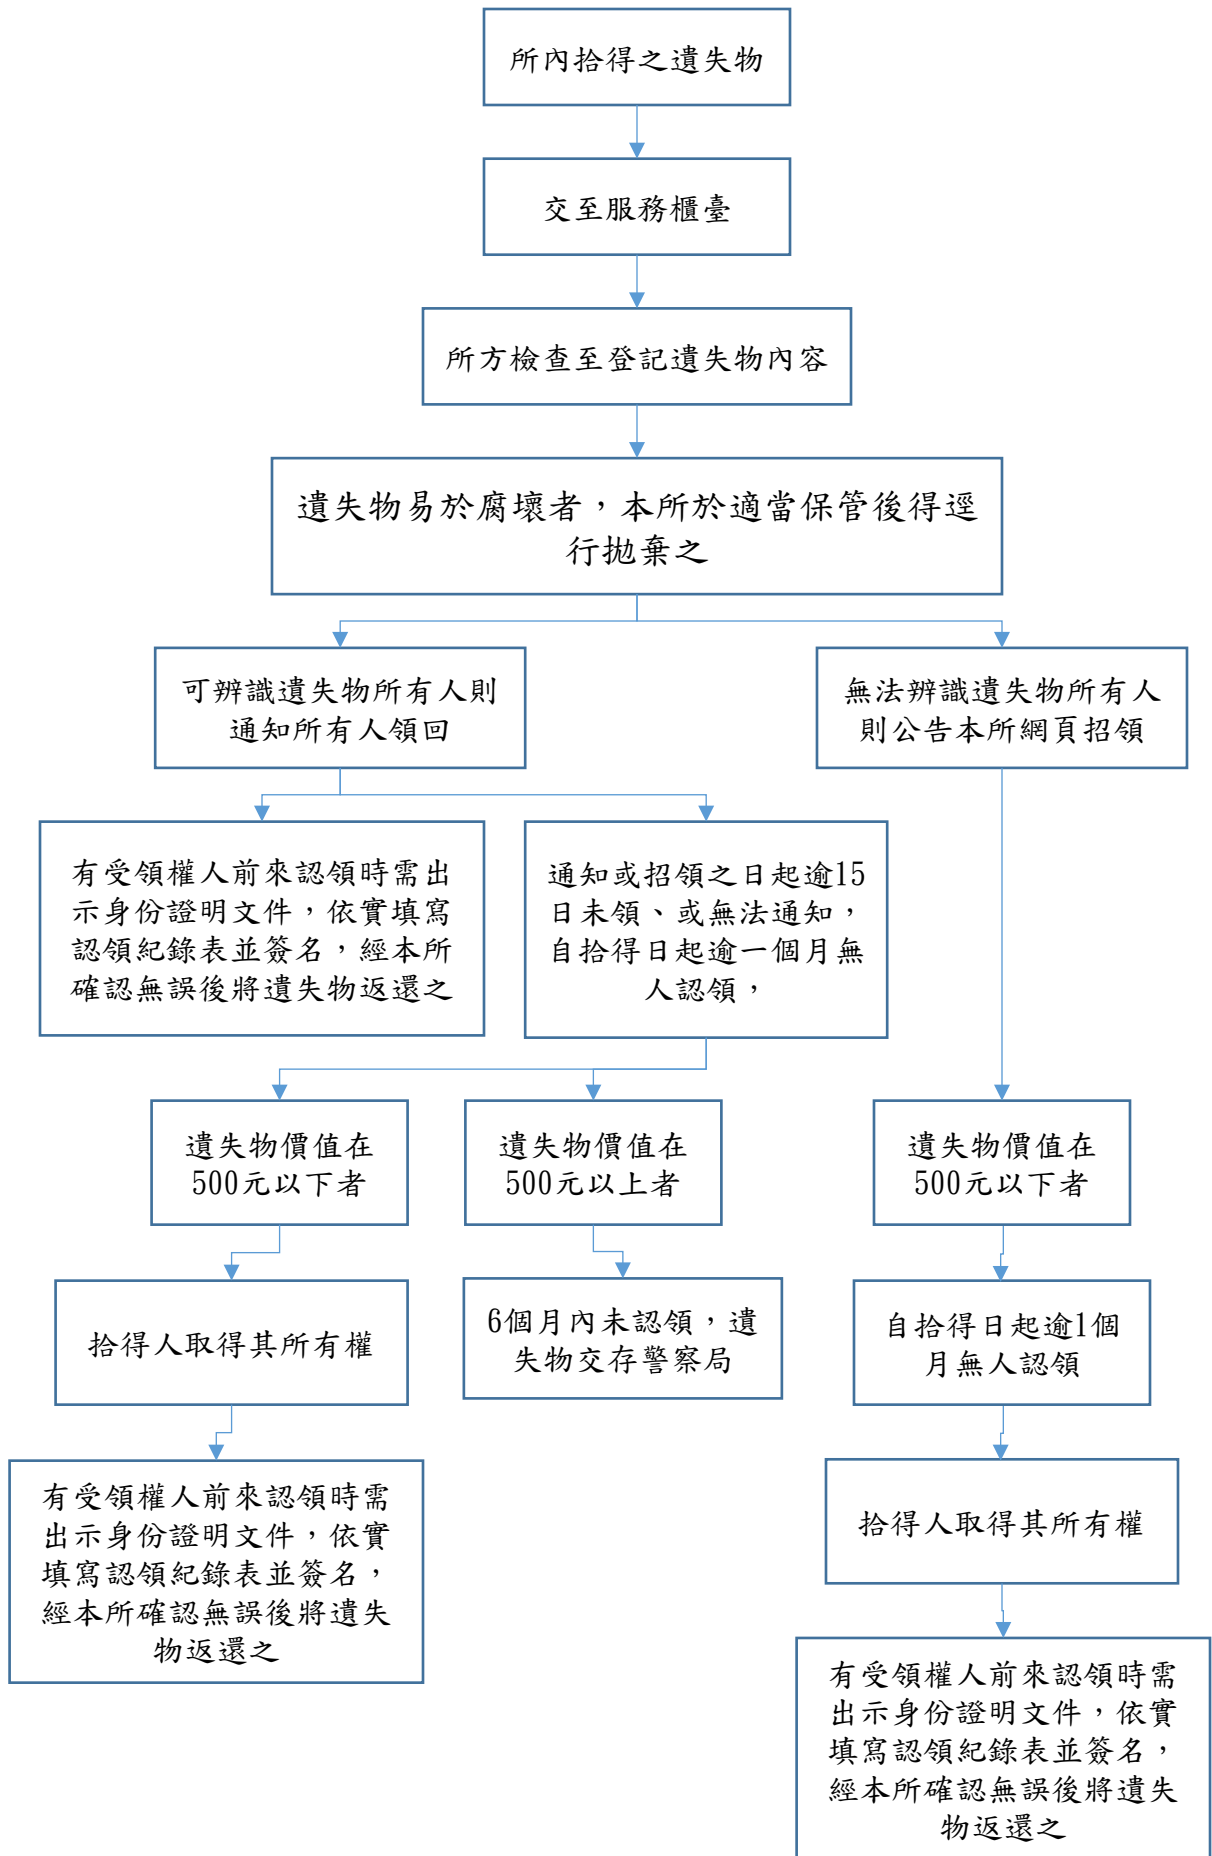 所內拾得之遺失物
交至服務櫃臺
所方檢查至登記遺失物內容
遺失物易於腐壞者，本所於適當保管後得逕
行拋棄之
可辨識遺失物所有人則
通知所有人領回
無法辨識遺失物所有人
則公告本所網頁招領
有受領權人前來認領時需出
示身份證明文件，依實填寫
認領紀錄表並簽名，經本所
確認無誤後將遺失物返還之
通知或招領之日起逾15
日未領、或無法通知，
自拾得日起逾一個月無
人認領，
遺失物價值在
500元以下者
遺失物價值在
500元以上者
遺失物價值在
500元以下者
拾得人取得其所有權
6個月內未認領，遺
失物交存警察局
自拾得日起逾1個
月無人認領
有受領權人前來認領時需
出示身份證明文件，依實
填寫認領紀錄表並簽名，
經本所確認無誤後將遺失
物返還之
拾得人取得其所有權
有受領權人前來認領時需
出示身份證明文件，依實
填寫認領紀錄表並簽名，
經本所確認無誤後將遺失
物返還之